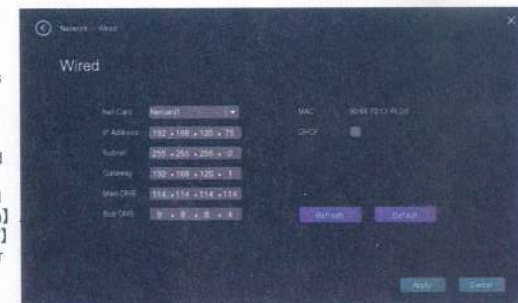 Network - Wired
Wired
Net Card Netcard1
IP Address 192 . 168 . 120 . 75
Subnet 255 . 255 . 255 . 0
Gateway 192 . 168 . 120 . 1
Main DNS 114 . 114 . 114 . 114
Sub DNS 8 . 8 . 8
MAC
DHCP
Refresh Default
Apply Cancel